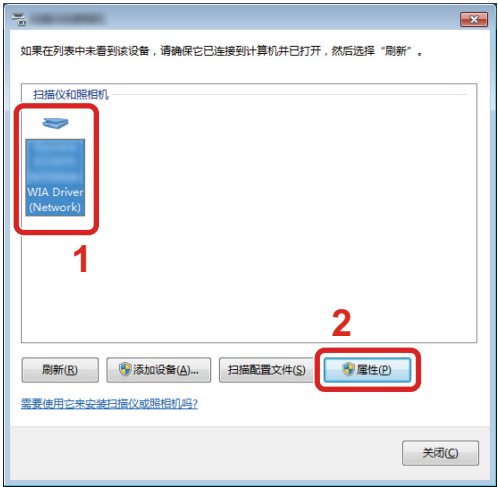 如果在列表中未看到该设备，请确保它已连接到计算机并已打开，然后选择“刷新”。
扫描仪和照相机
WIA Driver
(Network)
1
2
刷新(R)
添加设备(A)...
扫描配置文件(S)
属性(P)
需要使用它来安装扫描仪或照相机吗?
关闭(C)